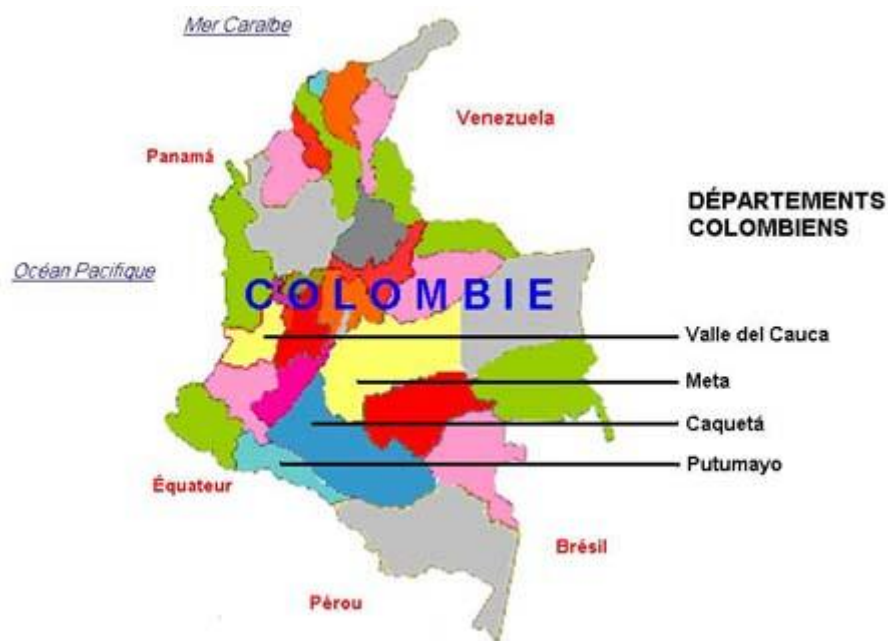 Mer Caraïbe
Venezuela
Panamá
DÉPARTEMENTS
COLOMBIENS
Océan Pacifique
COLOMBIE
Valle del Cauca
Meta
Caquetá
Putumayo
Équateur
Brésil
Pérou